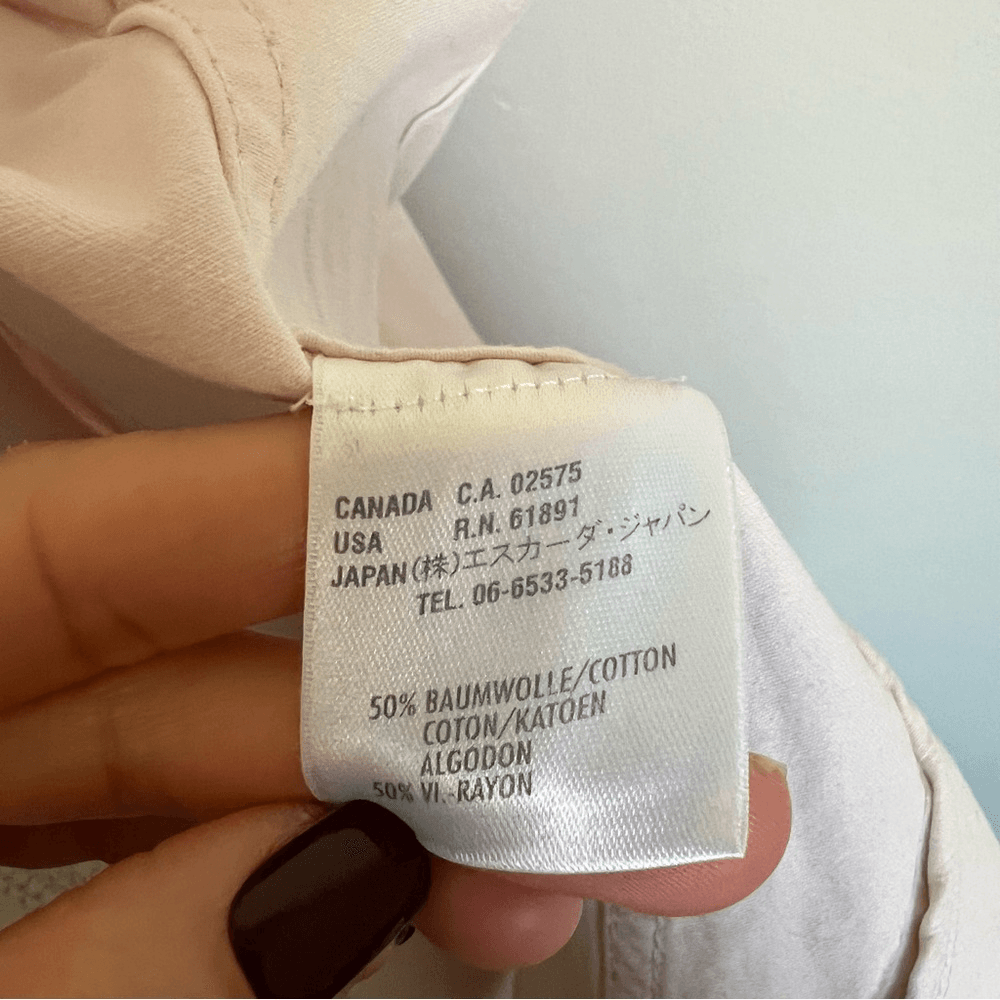 CANADA C.A. 02575
USA R.N. 61891
JAPAN (株)エスカーダ・ジャパン
TEL. 06-6533-5188
50% BAUMWOLLE/COTTON
COTON/KATOEN
ALGODON
50% VI.-RAYON